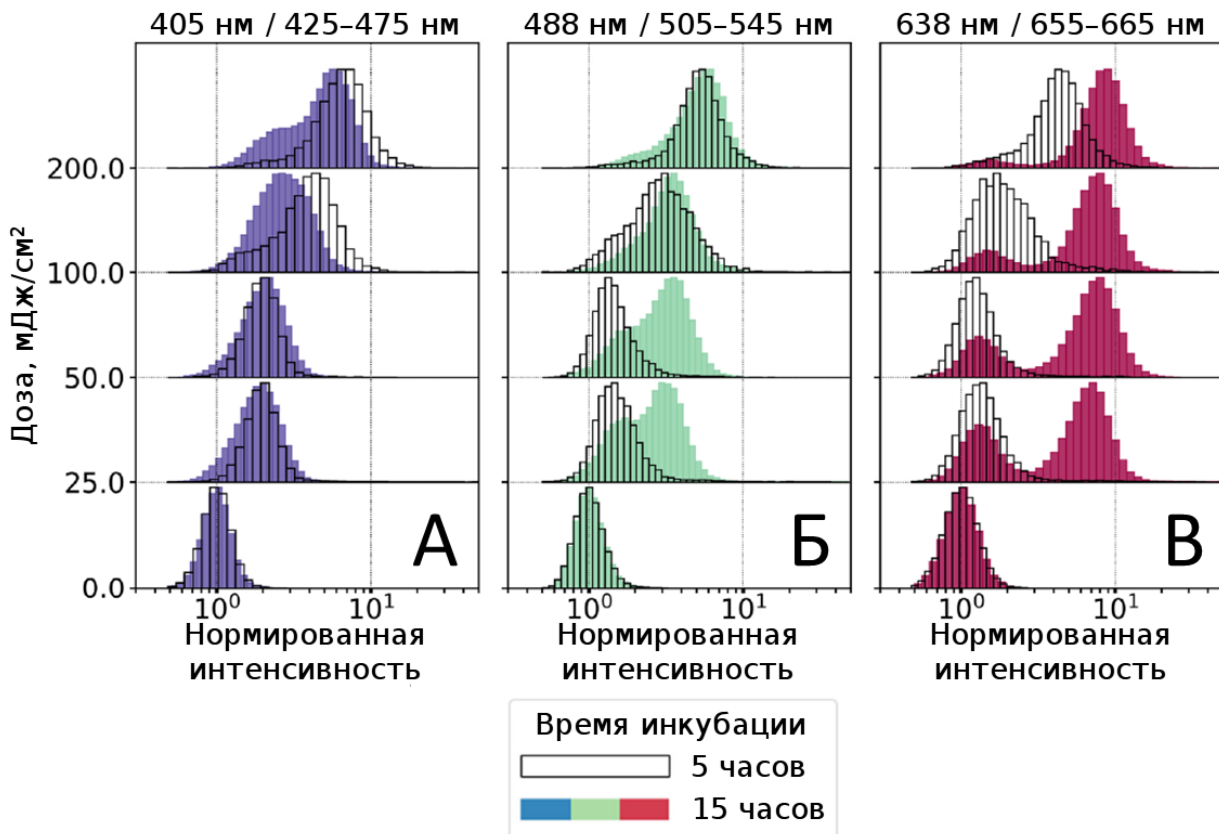 405 нм / 425–475 нм
488 нм / 505–545 нм
638 нм / 655–665 нм
Доза, мДж/см²
200.0
100.0
50.0
25.0
0.0
А
Б
В
10⁰ 10¹
10⁰ 10¹
10⁰ 10¹
Нормированная
интенсивность
Нормированная
интенсивность
Нормированная
интенсивность
Время инкубации
5 часов
15 часов